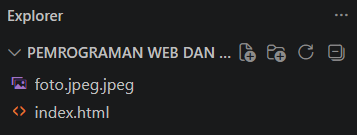 Explorer
PEMROGRAMAN WEB DAN ...
foto.jpeg.jpeg
index.html